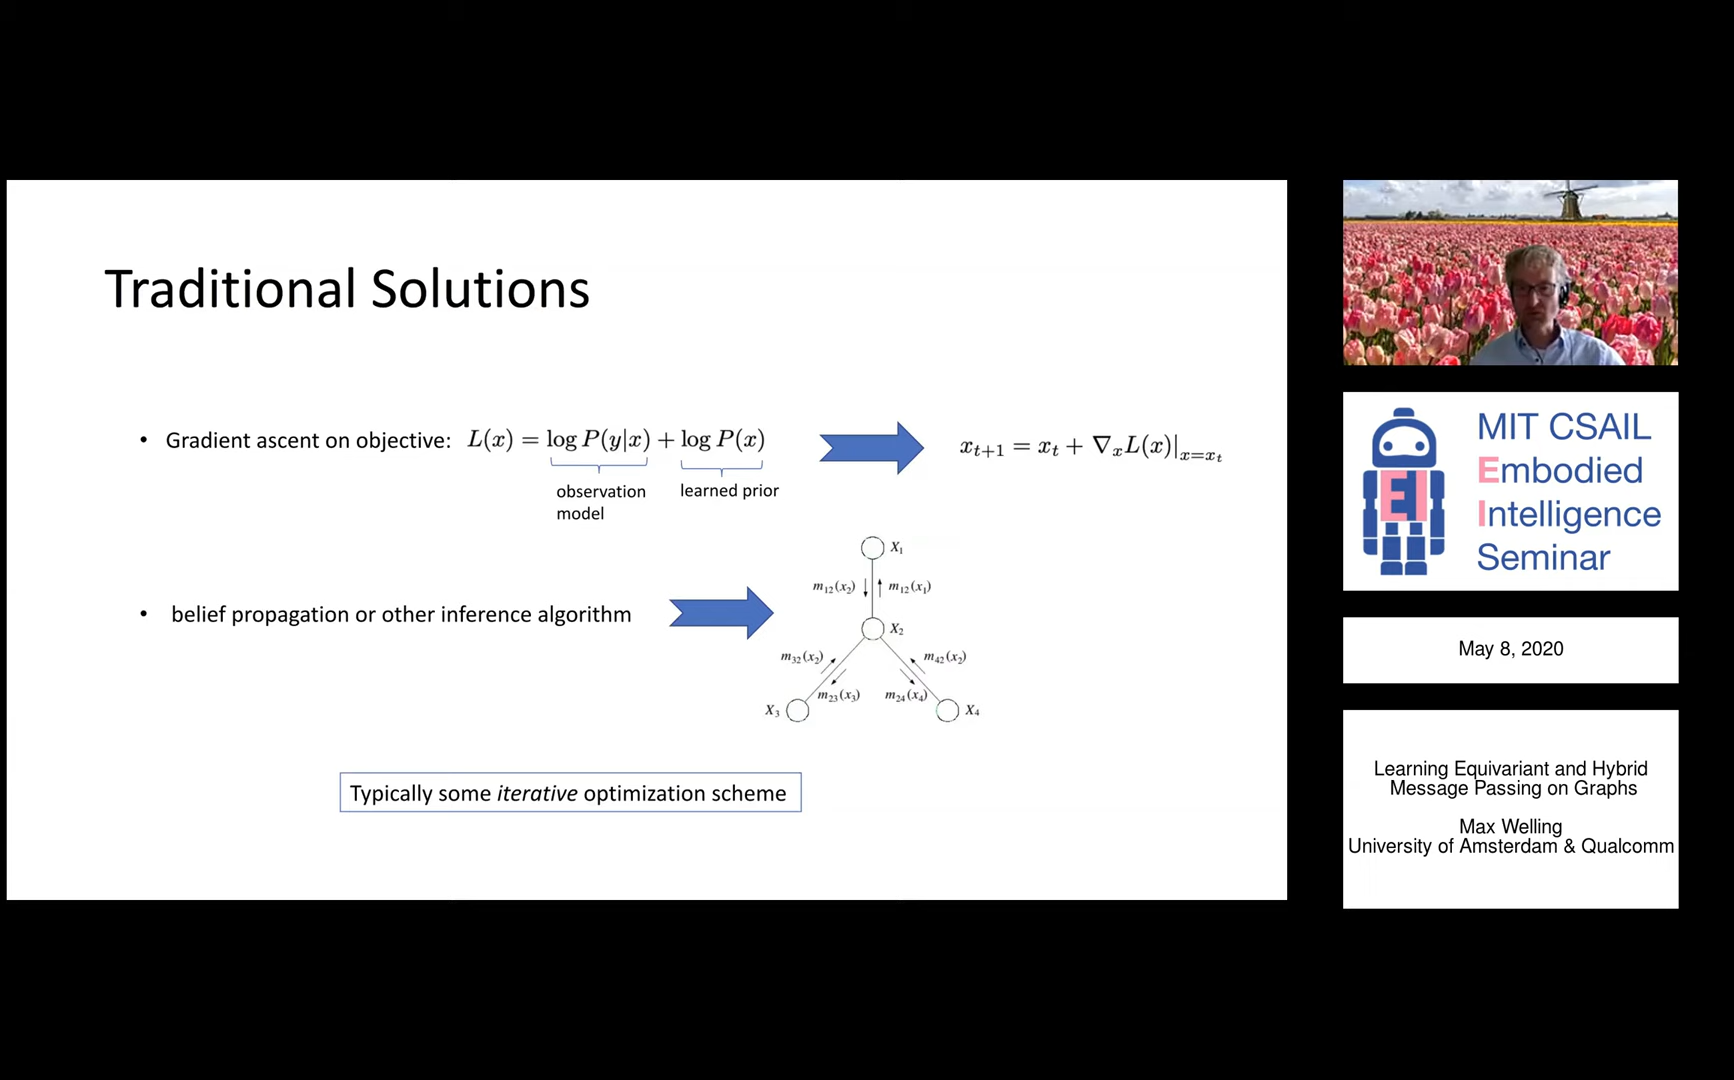 Traditional Solutions
• Gradient ascent on objective: L(x) = log P(y|x) + log P(x)
x_{t+1} = x_t + ∇_x L(x)|_{x=x_t}
observation
model
learned prior
X₁
m₁₂(x₂) m₁₂(x₁)
• belief propagation or other inference algorithm
X₂
m₃₂(x₂) m₄₂(x₂)
m₂₃(x₃) m₂₄(x₄)
X₃ X₄
Typically some iterative optimization scheme
EI
MIT CSAIL
Embodied
Intelligence
Seminar
May 8, 2020
Learning Equivariant and Hybrid
Message Passing on Graphs
Max Welling
University of Amsterdam & Qualcomm